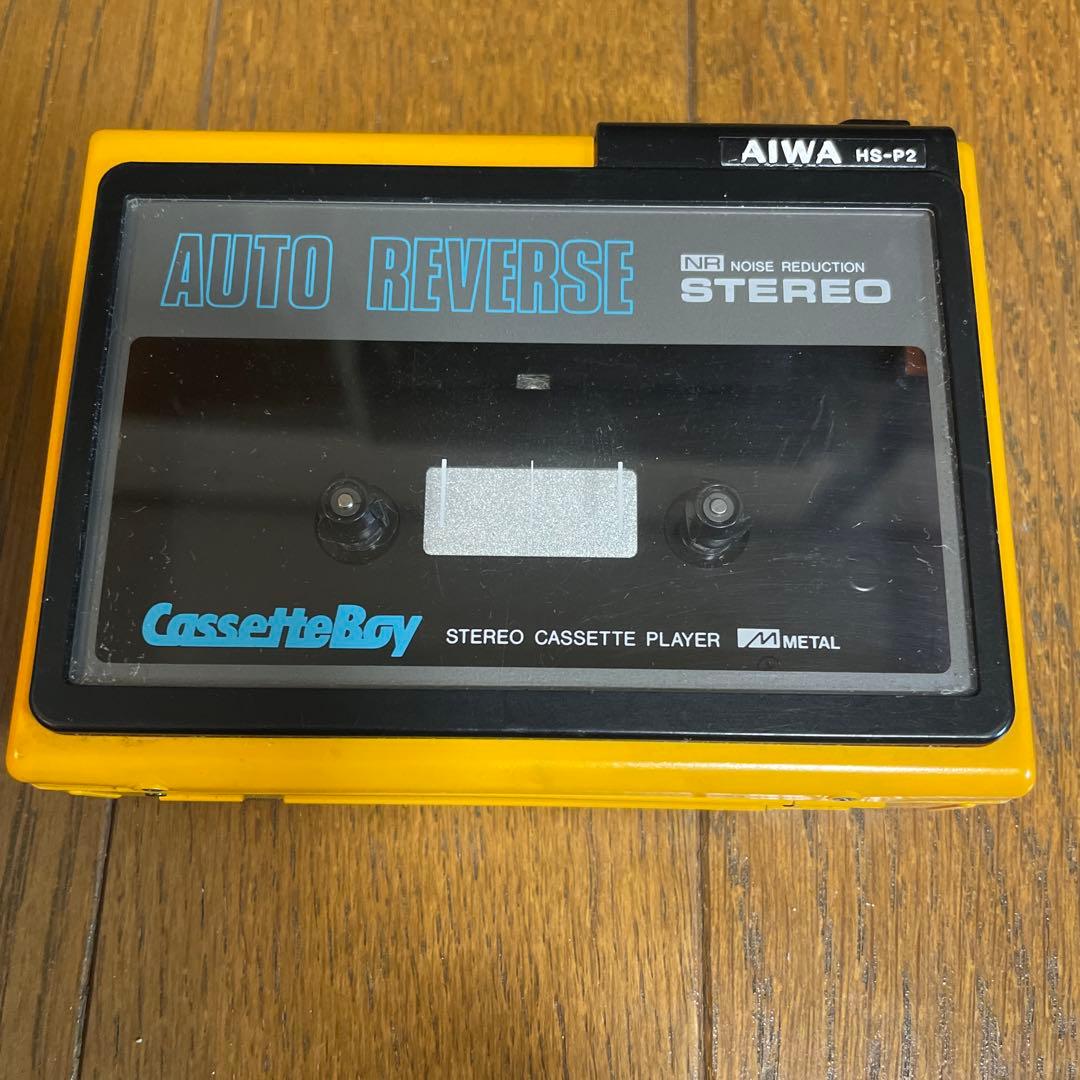 AIWA HS-P2
AUTO REVERSE
NR NOISE REDUCTION
STEREO
CassetteBoy STEREO CASSETTE PLAYER METAL